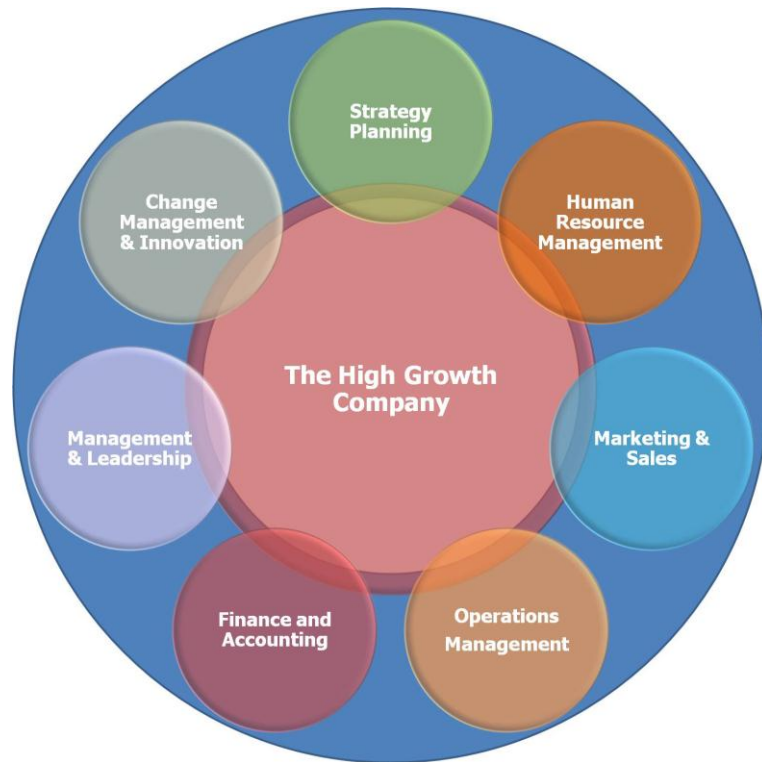 Strategy
Planning
Human
Resource
Management
Marketing &
Sales
Operations
Management
Finance and
Accounting
Management
& Leadership
Change
Management
& Innovation
The High Growth
Company